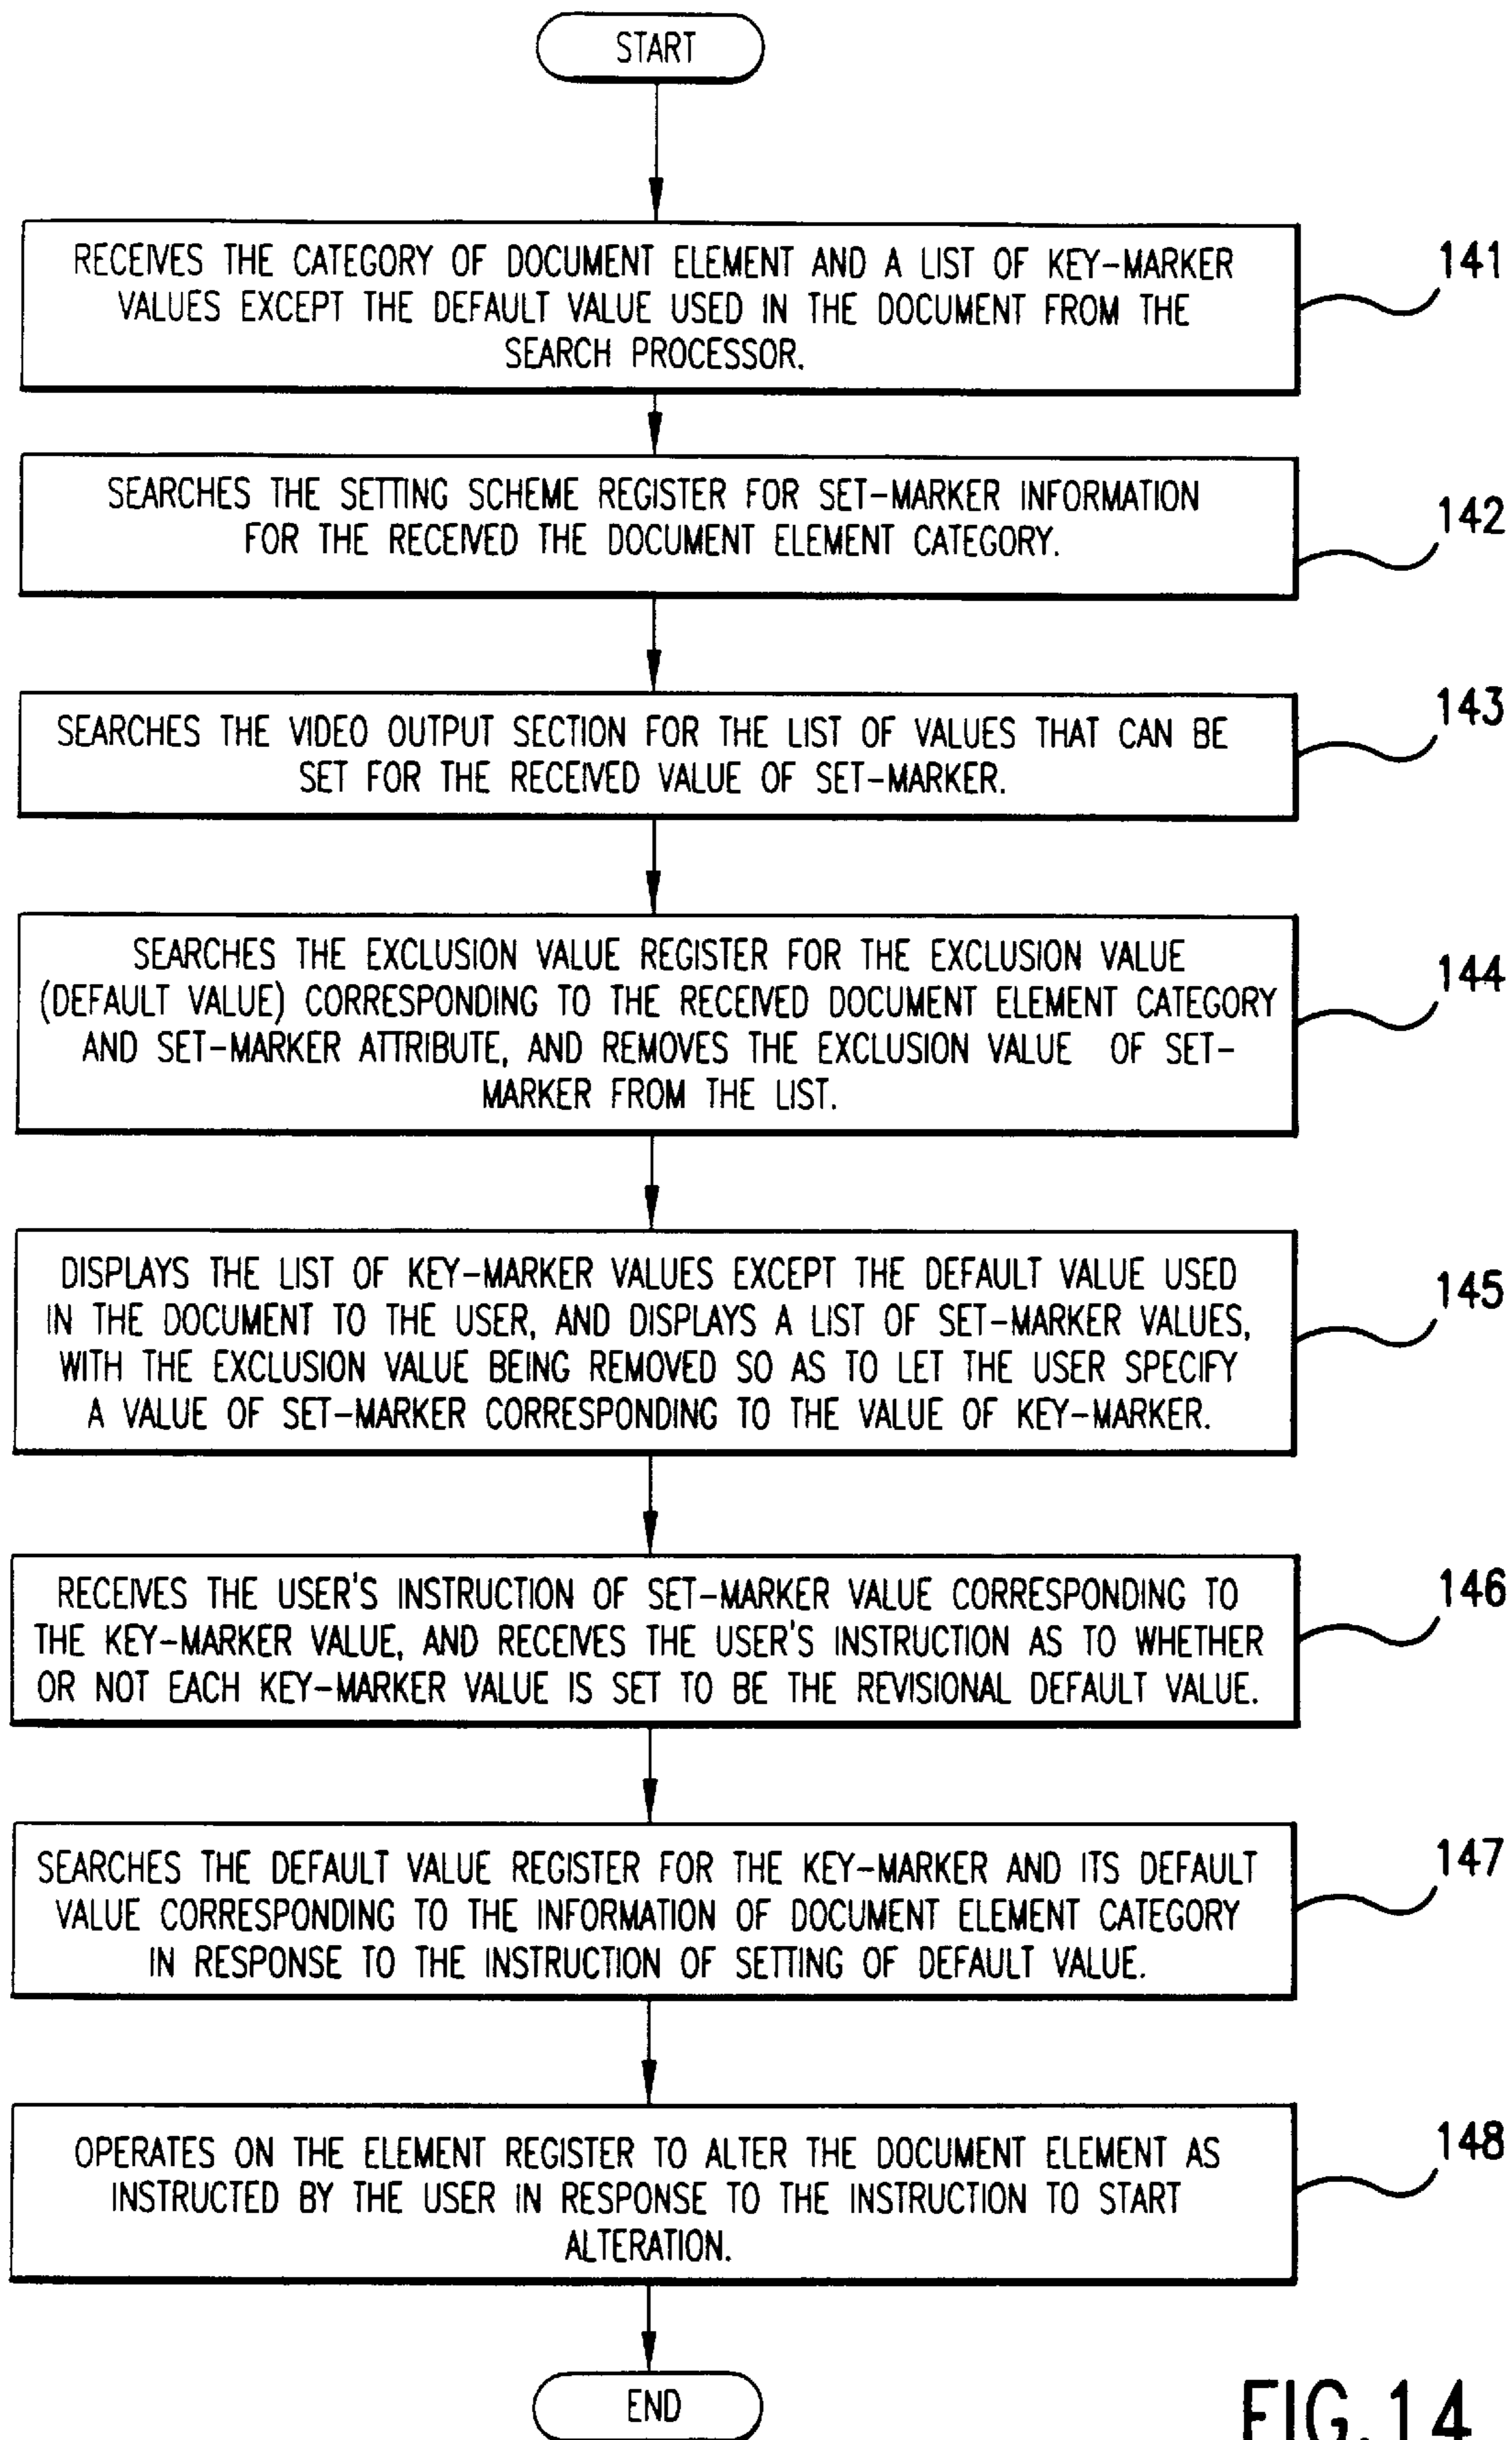 START
RECEIVES THE CATEGORY OF DOCUMENT ELEMENT AND A LIST OF KEY-MARKER
VALUES EXCEPT THE DEFAULT VALUE USED IN THE DOCUMENT FROM THE
SEARCH PROCESSOR.
141
SEARCHES THE SETTING SCHEME REGISTER FOR SET-MARKER INFORMATION
FOR THE RECEIVED THE DOCUMENT ELEMENT CATEGORY.
142
SEARCHES THE VIDEO OUTPUT SECTION FOR THE LIST OF VALUES THAT CAN BE
SET FOR THE RECEIVED VALUE OF SET-MARKER.
143
SEARCHES THE EXCLUSION VALUE REGISTER FOR THE EXCLUSION VALUE
(DEFAULT VALUE) CORRESPONDING TO THE RECEIVED DOCUMENT ELEMENT CATEGORY
AND SET-MARKER ATTRIBUTE, AND REMOVES THE EXCLUSION VALUE OF SET-
MARKER FROM THE LIST.
144
DISPLAYS THE LIST OF KEY-MARKER VALUES EXCEPT THE DEFAULT VALUE USED
IN THE DOCUMENT TO THE USER, AND DISPLAYS A LIST OF SET-MARKER VALUES,
WITH THE EXCLUSION VALUE BEING REMOVED SO AS TO LET THE USER SPECIFY
A VALUE OF SET-MARKER CORRESPONDING TO THE VALUE OF KEY-MARKER.
145
RECEIVES THE USER'S INSTRUCTION OF SET-MARKER VALUE CORRESPONDING TO
THE KEY-MARKER VALUE, AND RECEIVES THE USER'S INSTRUCTION AS TO WHETHER
OR NOT EACH KEY-MARKER VALUE IS SET TO BE THE REVISIONAL DEFAULT VALUE.
146
SEARCHES THE DEFAULT VALUE REGISTER FOR THE KEY-MARKER AND ITS DEFAULT
VALUE CORRESPONDING TO THE INFORMATION OF DOCUMENT ELEMENT CATEGORY
IN RESPONSE TO THE INSTRUCTION OF SETTING OF DEFAULT VALUE.
147
OPERATES ON THE ELEMENT REGISTER TO ALTER THE DOCUMENT ELEMENT AS
INSTRUCTED BY THE USER IN RESPONSE TO THE INSTRUCTION TO START
ALTERATION.
148
END
FIG.14